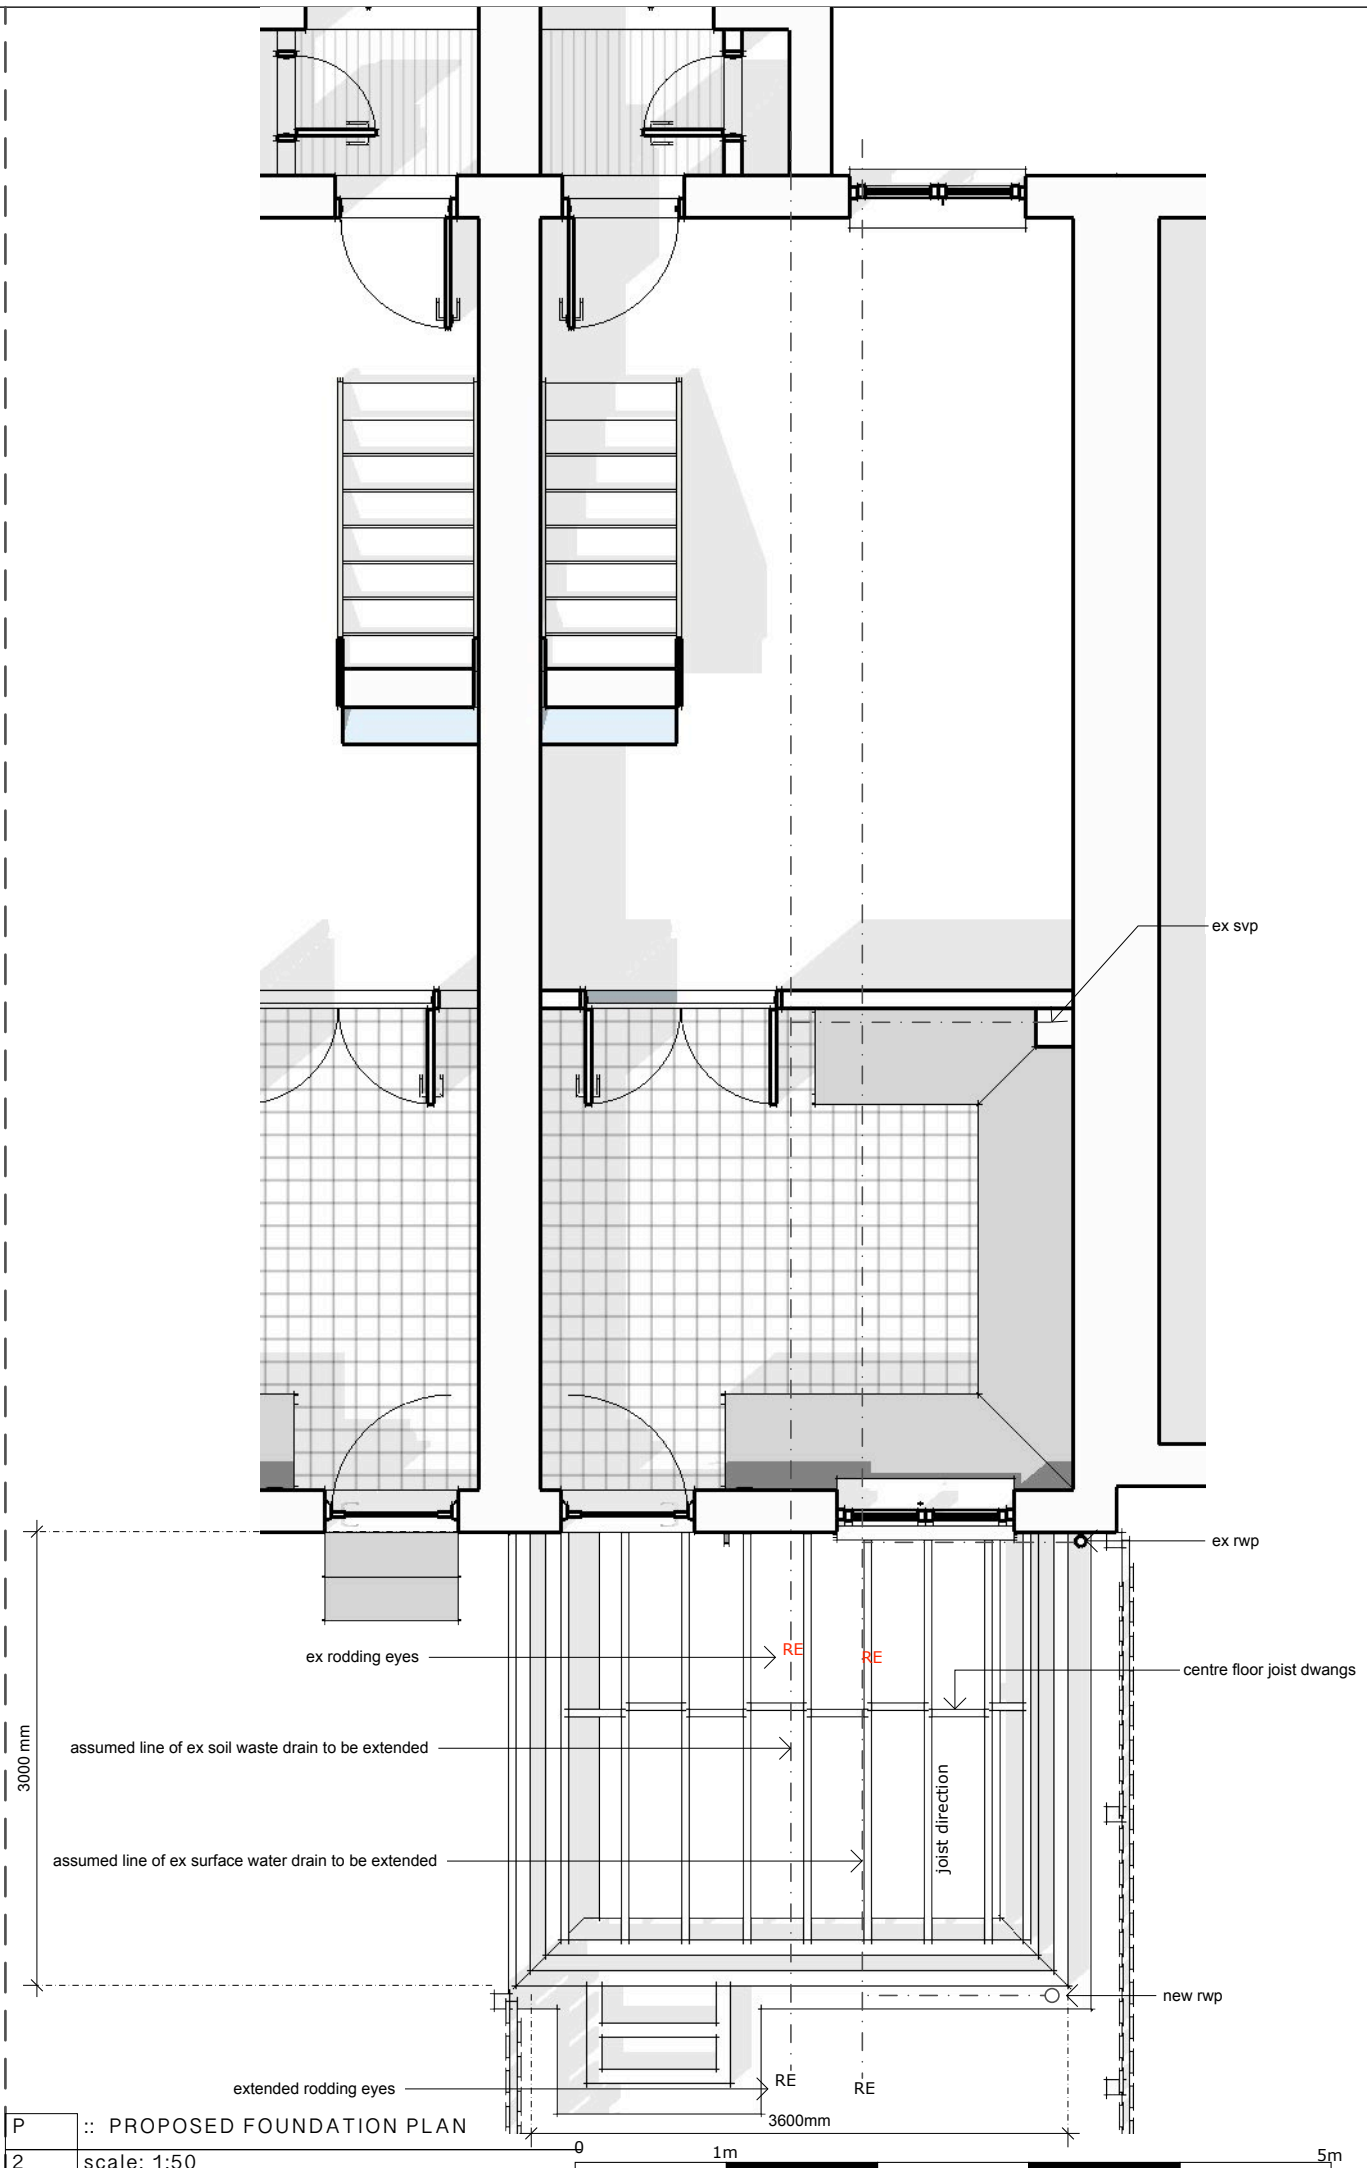 ex svp
ex rwp
ex rodding eyes
RE
RE
centre floor joist dwangs
3000 mm
assumed line of ex soil waste drain to be extended
joist direction
assumed line of ex surface water drain to be extended
new rwp
extended rodding eyes
RE
RE
3600mm
P :: PROPOSED FOUNDATION PLAN
2 scale: 1:50
0 1m 5m